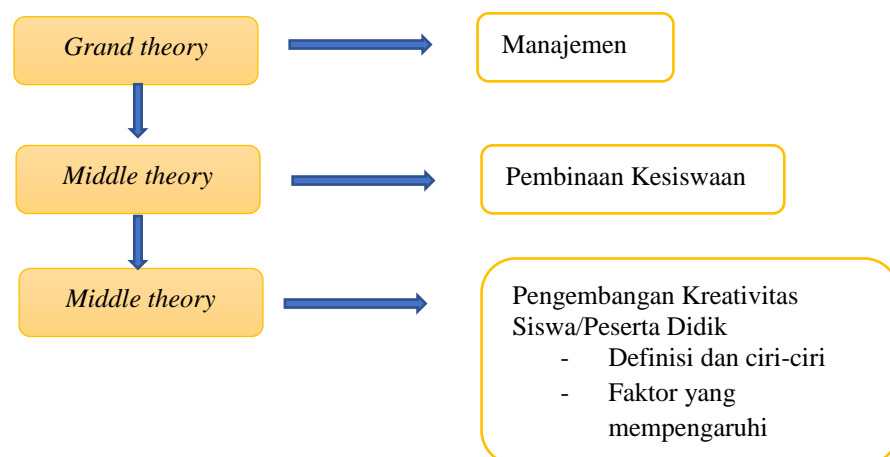 Grand theory
Manajemen
Middle theory
Pembinaan Kesiswaan
Middle theory
Pengembangan Kreativitas
Siswa/Peserta Didik
- Definisi dan ciri-ciri
- Faktor yang
mempengaruhi